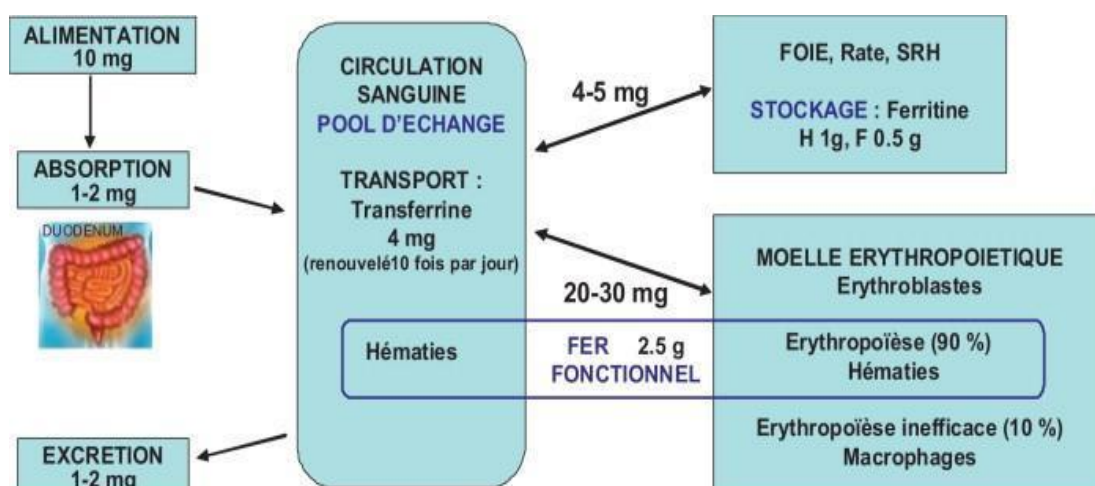 ALIMENTATION
10 mg
ABSORPTION
1-2 mg
DUODENUM
EXCRETION
1-2 mg
CIRCULATION
SANGUINE
POOL D'ECHANGE
TRANSPORT :
Transferrine
4 mg
(renouvelé10 fois par jour)
Hématies
4-5 mg
20-30 mg
FER 2.5 g
FONCTIONNEL
FOIE, Rate, SRH
STOCKAGE : Ferritine
H 1g, F 0.5 g
MOELLE ERYTHROPOIETIQUE
Erythroblastes
Erythropoïèse (90 %)
Hématies
Erythropoïèse inefficace (10 %)
Macrophages